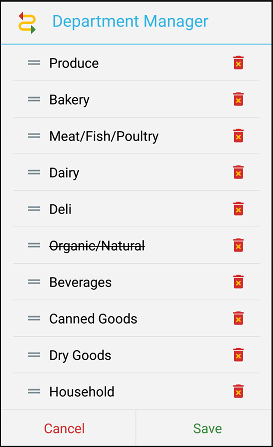 Department Manager
Produce
Bakery
Meat/Fish/Poultry
Dairy
Deli
Organic/Natural
Beverages
Canned Goods
Dry Goods
Household
Cancel
Save